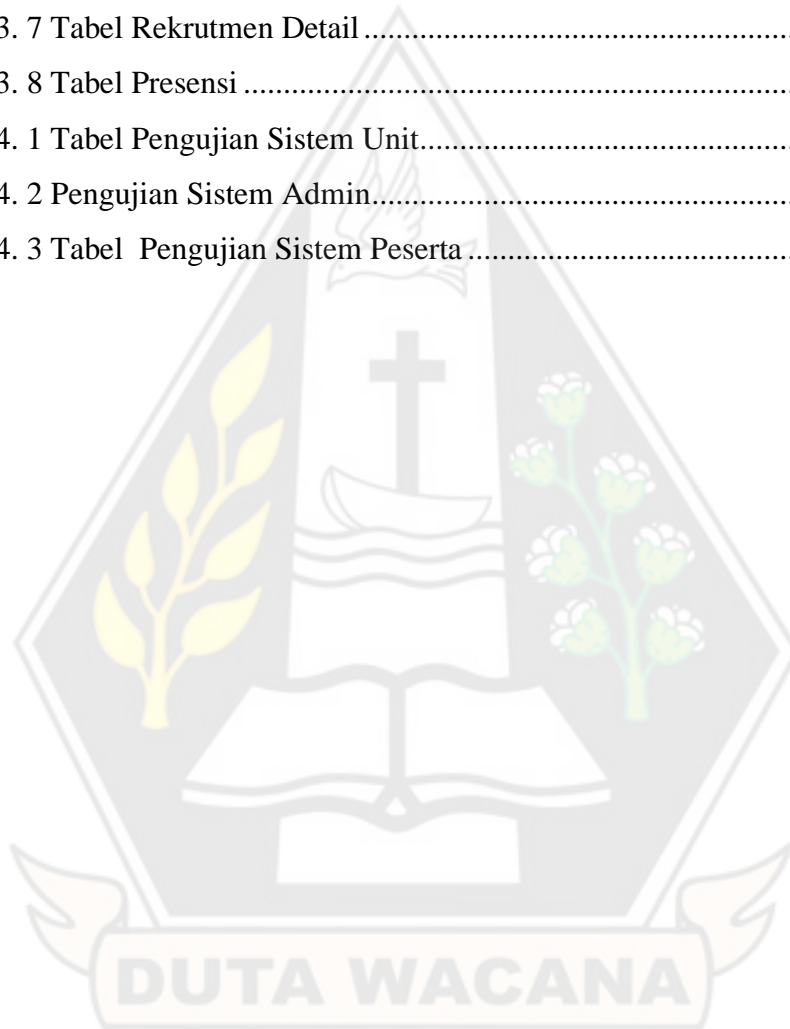 3. 7 Tabel Rekrutmen Detail ................................................................
3. 8 Tabel Presensi ................................................................
4. 1 Tabel Pengujian Sistem Unit................................................................
4. 2 Pengujian Sistem Admin................................................................
4. 3 Tabel  Pengujian Sistem Peserta ................................................................
DUTA WACANA